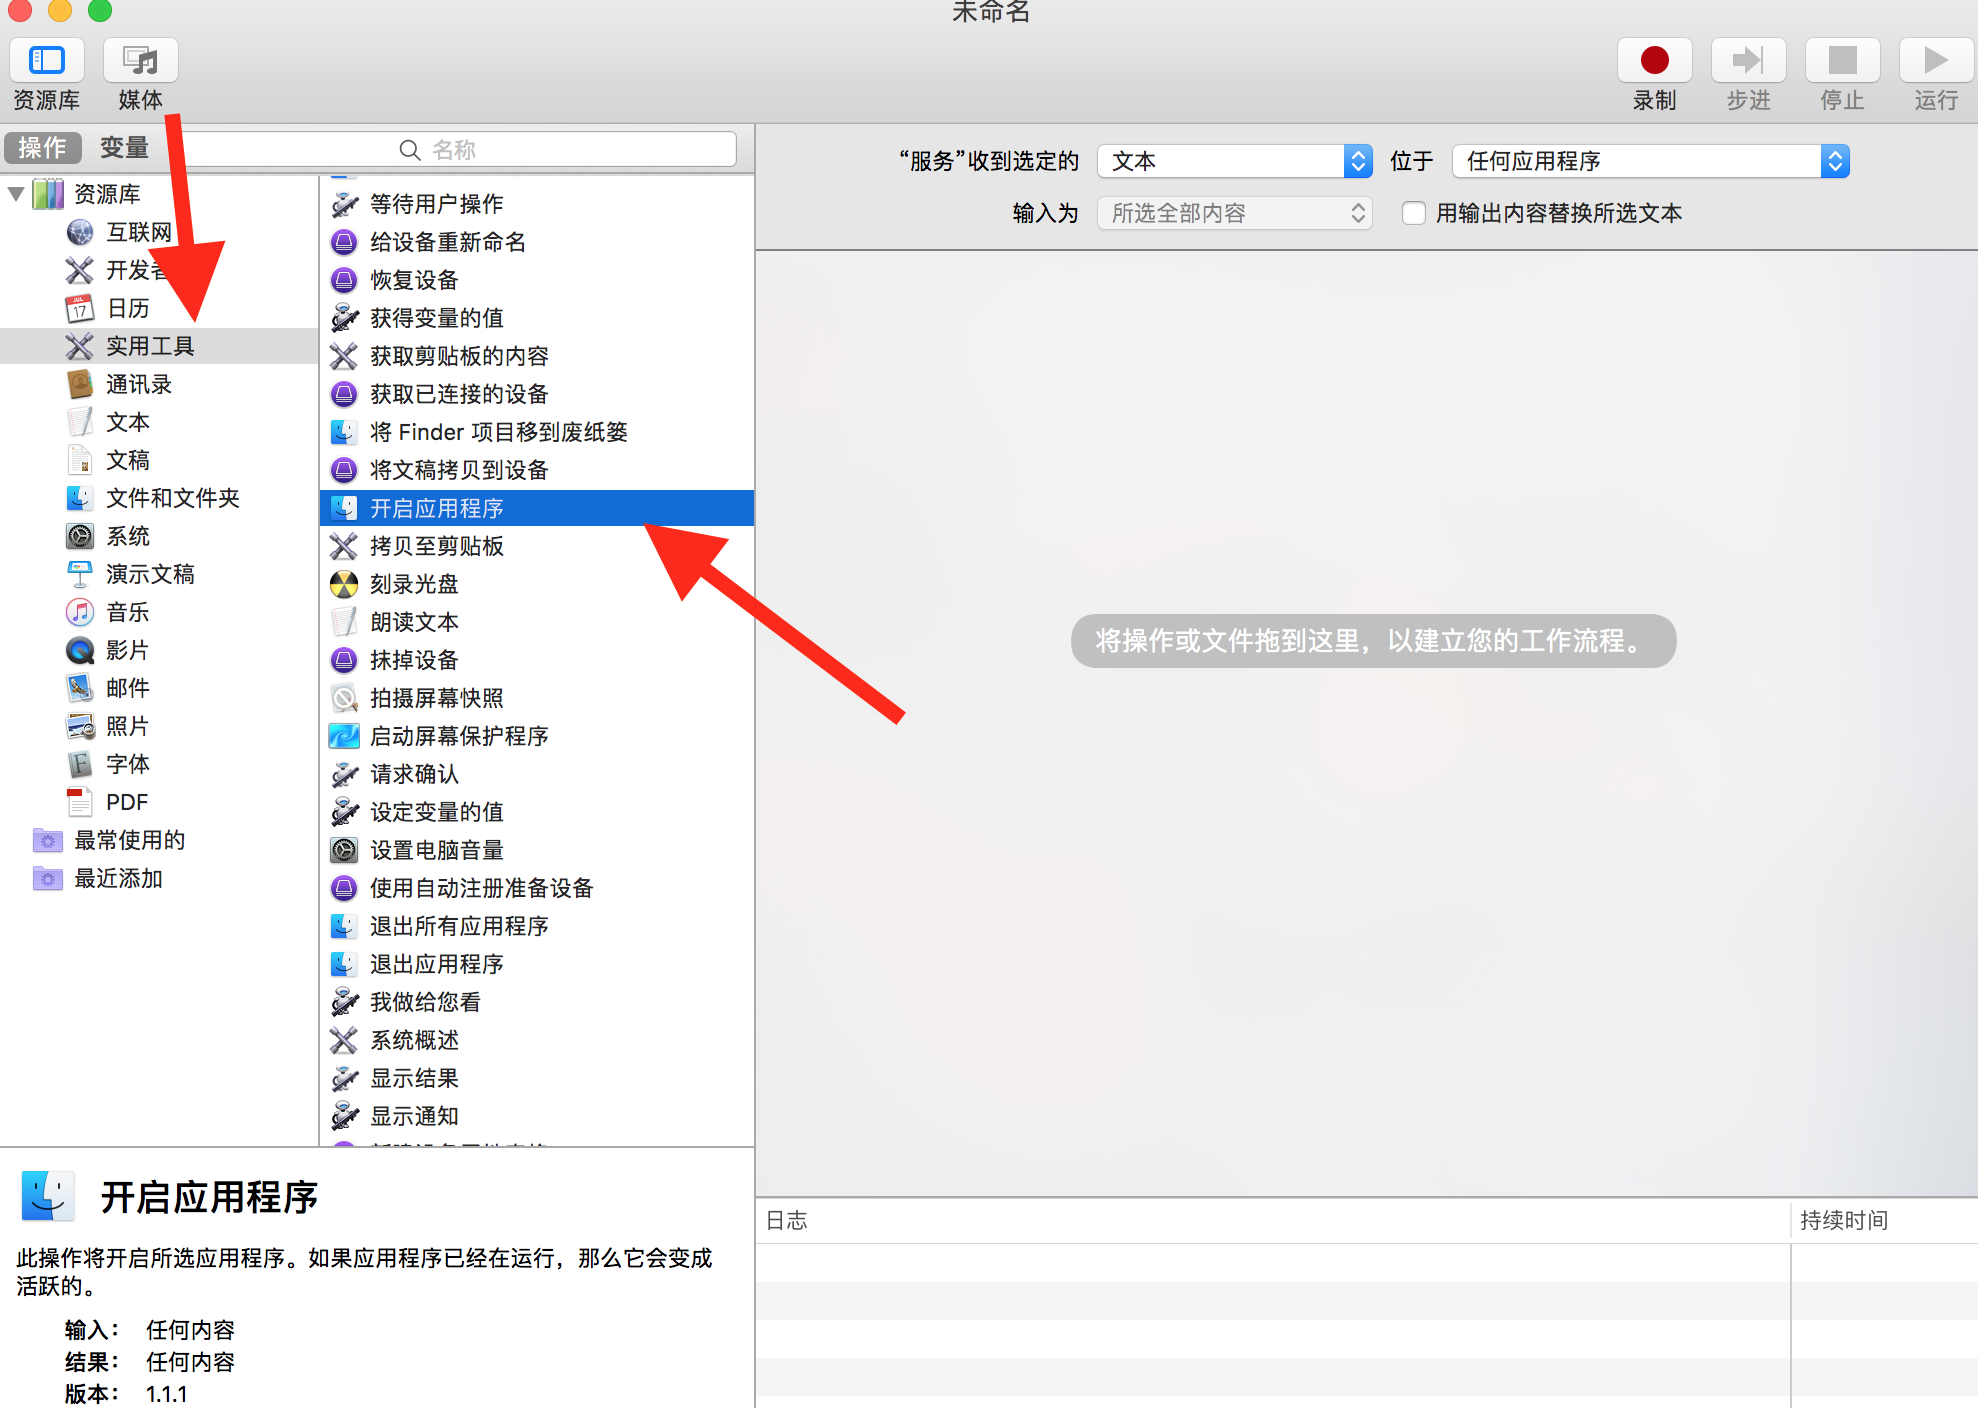 未命名
资源库
媒体
录制
步进
停止
运行
操作
变量
名称
“服务”收到选定的
文本
位于
任何应用程序
输入为
所选全部内容
用输出内容替换所选文本
资源库
互联网
开发者
日历
实用工具
通讯录
文本
文稿
文件和文件夹
系统
演示文稿
音乐
影片
邮件
照片
字体
PDF
最常使用的
最近添加
等待用户操作
给设备重新命名
恢复设备
获得变量的值
获取剪贴板的内容
获取已连接的设备
将 Finder 项目移到废纸篓
将文稿拷贝到设备
开启应用程序
拷贝至剪贴板
刻录光盘
朗读文本
抹掉设备
拍摄屏幕快照
启动屏幕保护程序
请求确认
设定变量的值
设置电脑音量
使用自动注册准备设备
退出所有应用程序
退出应用程序
我做给您看
系统概述
显示结果
显示通知
将操作或文件拖到这里，以建立您的工作流程。
开启应用程序
此操作将开启所选应用程序。如果应用程序已经在运行，那么它会变成
活跃的。
输入： 任何内容
结果： 任何内容
版本： 1.1.1
日志
持续时间